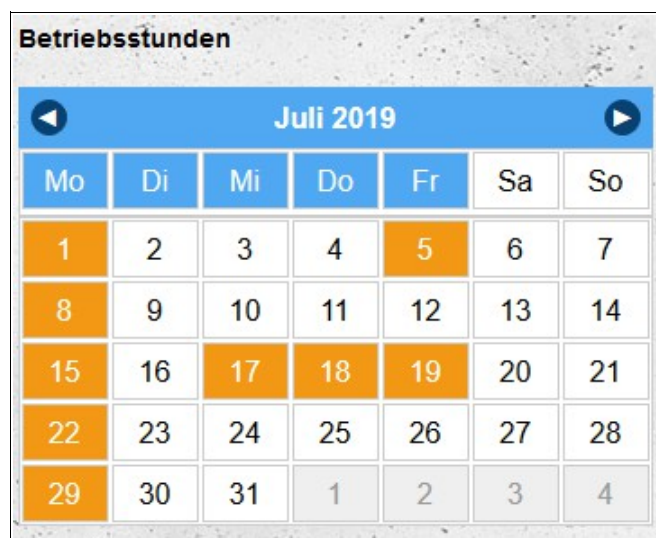 Betriebsstunden
Juli 2019
Mo Di Mi Do Fr Sa So
1 2 3 4 5 6 7
8 9 10 11 12 13 14
15 16 17 18 19 20 21
22 23 24 25 26 27 28
29 30 31 1 2 3 4